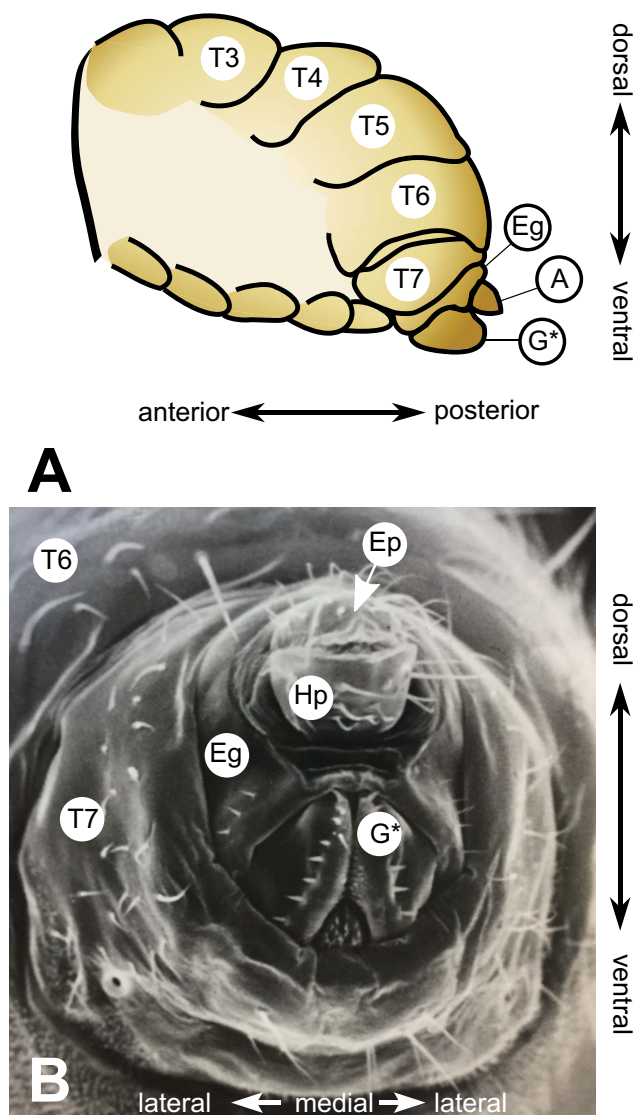 T3
T4
T5
T6
T7
Eg
A
G*
dorsal
ventral
anterior
posterior
A
T6
Ep
Hp
Eg
T7
G*
dorsal
ventral
B
lateral
medial
lateral